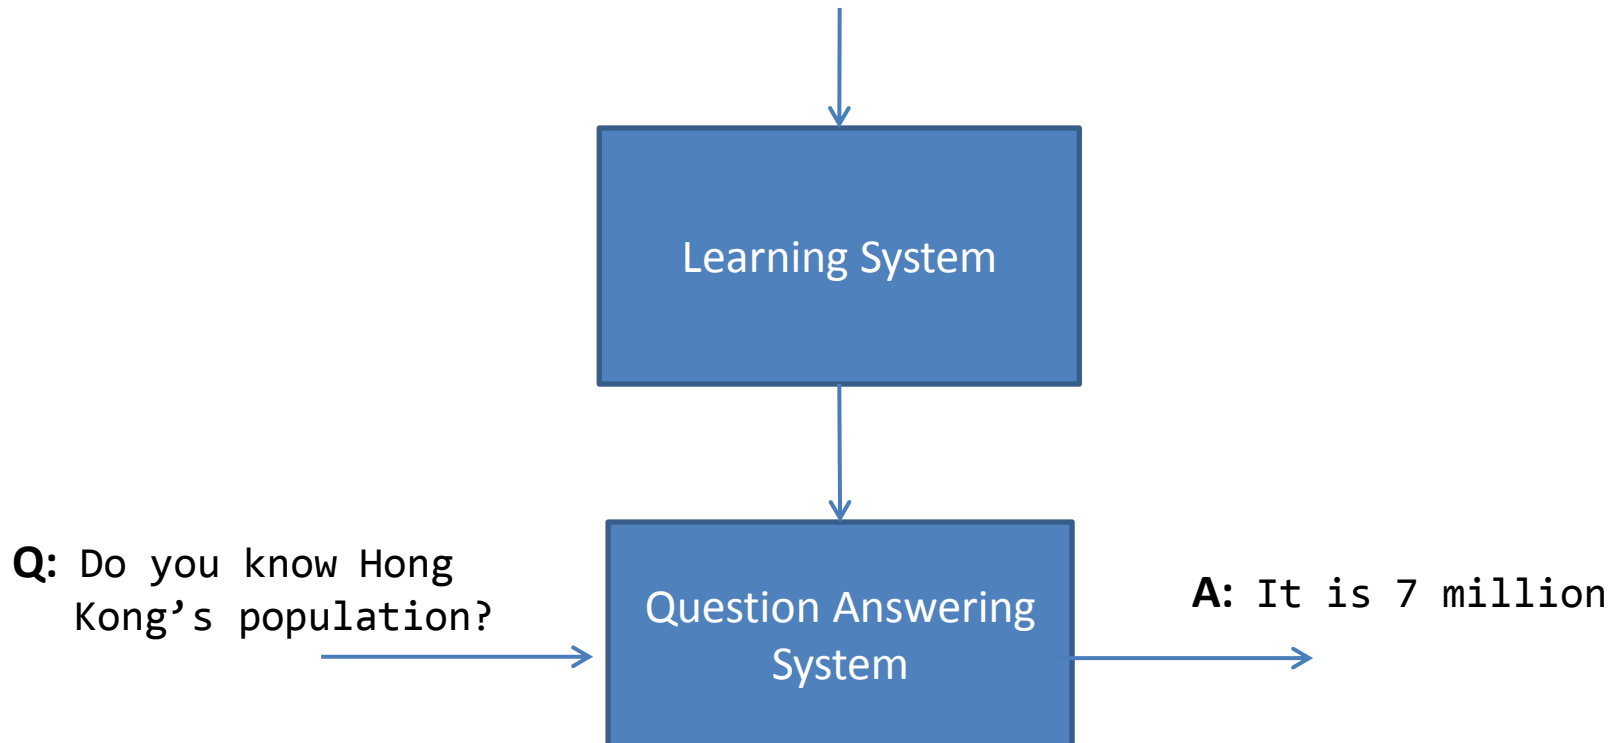 Learning System
Q: Do you know Hong
Kong’s population?
Question Answering
System
A: It is 7 million